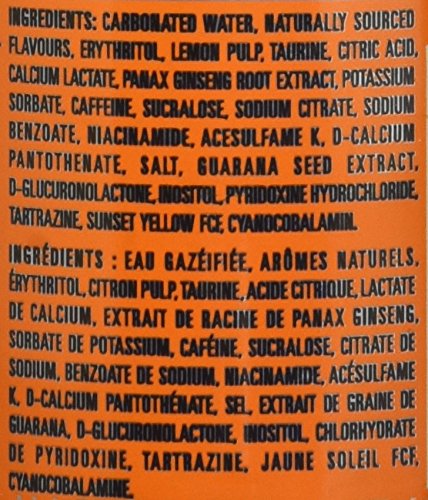 INGREDIENTS: CARBONATED WATER, NATURALLY SOURCED
FLAVOURS, ERYTHRITOL, LEMON PULP, TAURINE, CITRIC ACID,
CALCIUM LACTATE, PANAX GINSENG ROOT EXTRACT, POTASSIUM
SORBATE, CAFFEINE, SUCRALOSE, SODIUM CITRATE, SODIUM
BENZOATE, NIACINAMIDE, ACESULFAME K, D-CALCIUM
PANTOTHENATE, SALT, GUARANA SEED EXTRACT,
D-GLUCURONOLACTONE, INOSITOL, PYRIDOXINE HYDROCHLORIDE,
TARTRAZINE, SUNSET YELLOW FCF, CYANOCOBALAMIN.
INGRÉDIENTS : EAU GAZÉIFIÉE, ARÔMES NATURELS,
ÉRYTHRITOL, CITRON PULP, TAURINE, ACIDE CITRIQUE, LACTATE
DE CALCIUM, EXTRAIT DE RACINE DE PANAX GINSENG,
SORBATE DE POTASSIUM, CAFÉINE, SUCRALOSE, CITRATE DE
SODIUM, BENZOATE DE SODIUM, NIACINAMIDE, ACÉSULFAME
K, D-CALCIUM PANTOTHÉNATE, SEL, EXTRAIT DE GRAINE DE
GUARANA, D-GLUCURONOLACTONE, INOSITOL, CHLORHYDRATE
DE PYRIDOXINE, TARTRAZINE, JAUNE SOLEIL FCF,
CYANOCOBALAMINE.